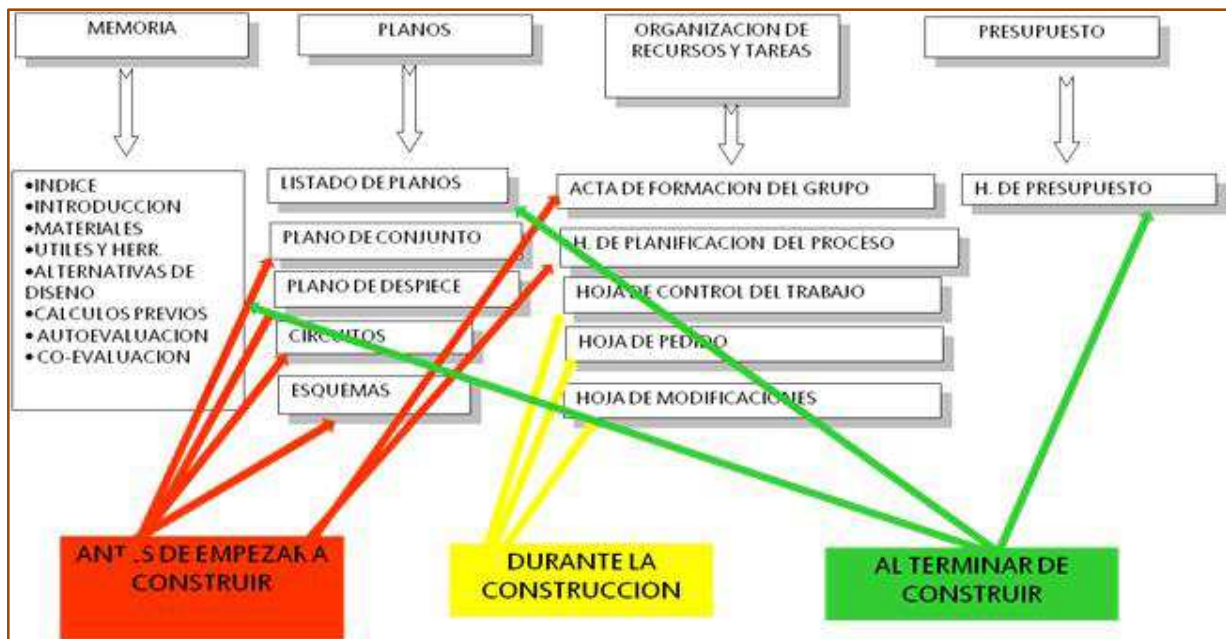 MEMORIA
PLANOS
ORGANIZACION DE
RECURSOS Y TAREAS
PRESUPUESTO
•INDICE
•INTRODUCCION
•MATERIALES
•UTILES Y HERR.
•ALTERNATIVAS DE
DISENO
•CALCULOS PREVIOS
•AUTOEVALUACION
•CO-EVALUACION
LISTADO DE PLANOS
PLANO DE CONJUNTO
PLANO DE DESPIECE
CIRCUITOS
ESQUEMAS
ACTA DE FORMACION DEL GRUPO
H. DE PLANIFICACION DEL PROCESO
HOJA DE CONTROL DEL TRABAJO
HOJA DE PEDIDO
HOJA DE MODIFICACIONES
H. DE PRESUPUESTO
ANTES DE EMPEZAR A
CONSTRUIR
DURANTE LA
CONSTRUCCION
AL TERMINAR DE
CONSTRUIR